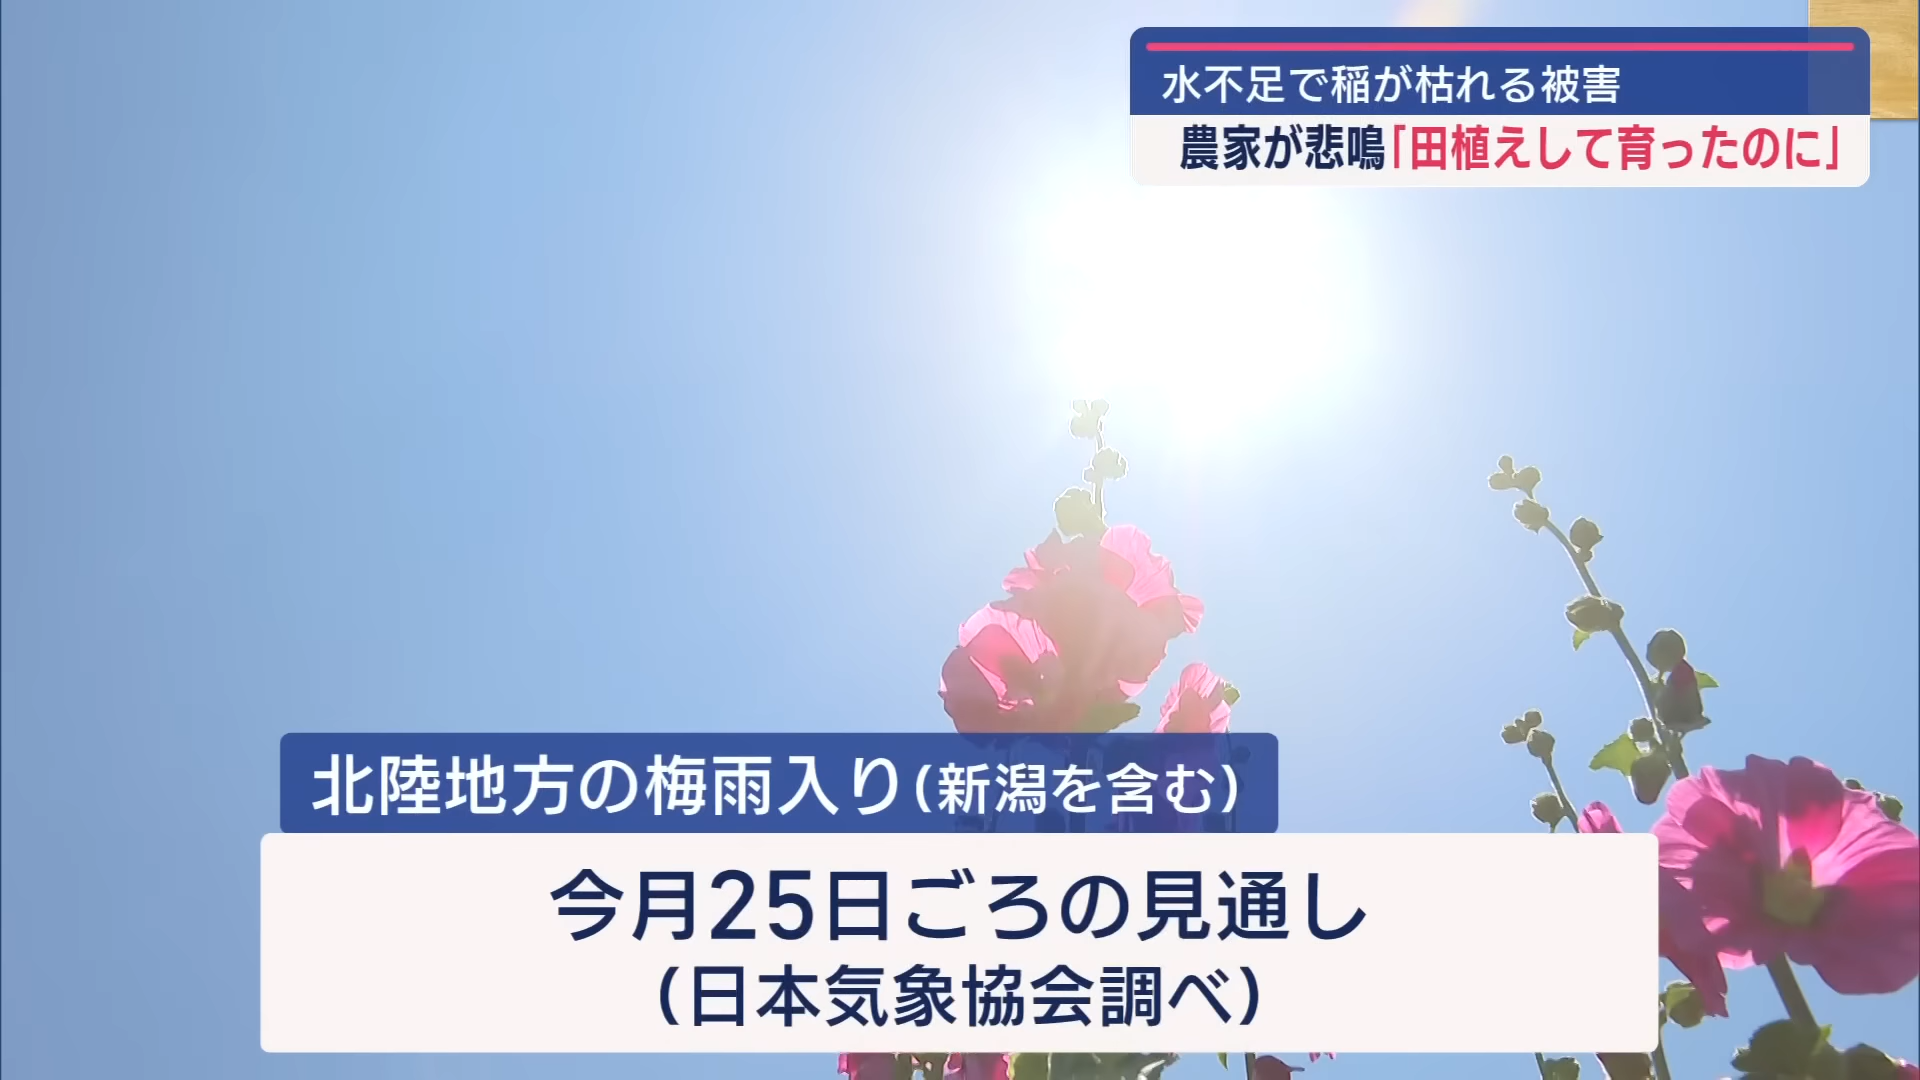 水不足で稲が枯れる被害
農家が悲鳴「田植えして育ったのに」
北陸地方の梅雨入り（新潟を含む）
今月25日ごろの見通し
（日本気象協会調べ）